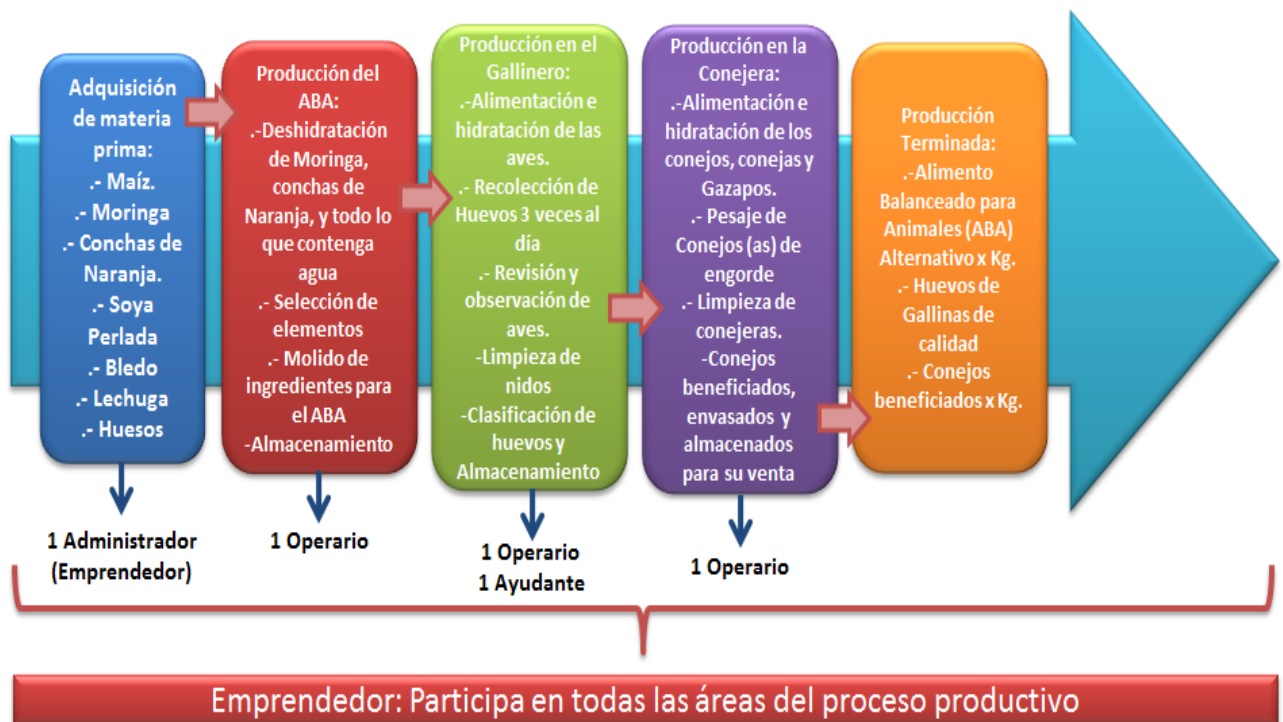 Adquisición
de materia
prima:
.- Maíz.
.- Moringa
.- Conchas de
Naranja.
.- Soya
Perlada
.- Bledo
.- Lechuga
.- Huesos
1 Administrador
(Emprendedor)
Producción del
ABA:
.-Deshidratación
de Moringa,
conchas de
Naranja, y todo lo
que contenga
agua
.- Selección de
elementos
.- Molido de
ingredientes para
el ABA
-Almacenamiento
1 Operario
Producción en el
Gallinero:
.-Alimentación e
hidratación de las
aves.
.- Recolección de
Huevos 3 veces al
día
.- Revisión y
observación de
aves.
-Limpieza de
nidos
-Clasificación de
huevos y
Almacenamiento
1 Operario
1 Ayudante
Producción en la
Conejera:
.-Alimentación e
hidratación de los
conejos, conejas y
Gazapos.
.- Pesaje de
Conejos (as) de
engorde
.- Limpieza de
conejeras.
-Conejos
beneficiados,
envasados y
almacenados
para su venta
1 Operario
Producción
Terminada:
.-Alimento
Balanceado para
Animales (ABA)
Alternativo x Kg.
.- Huevos de
Gallinas de
calidad
.- Conejos
beneficiados x Kg.
Emprendedor: Participa en todas las áreas del proceso productivo